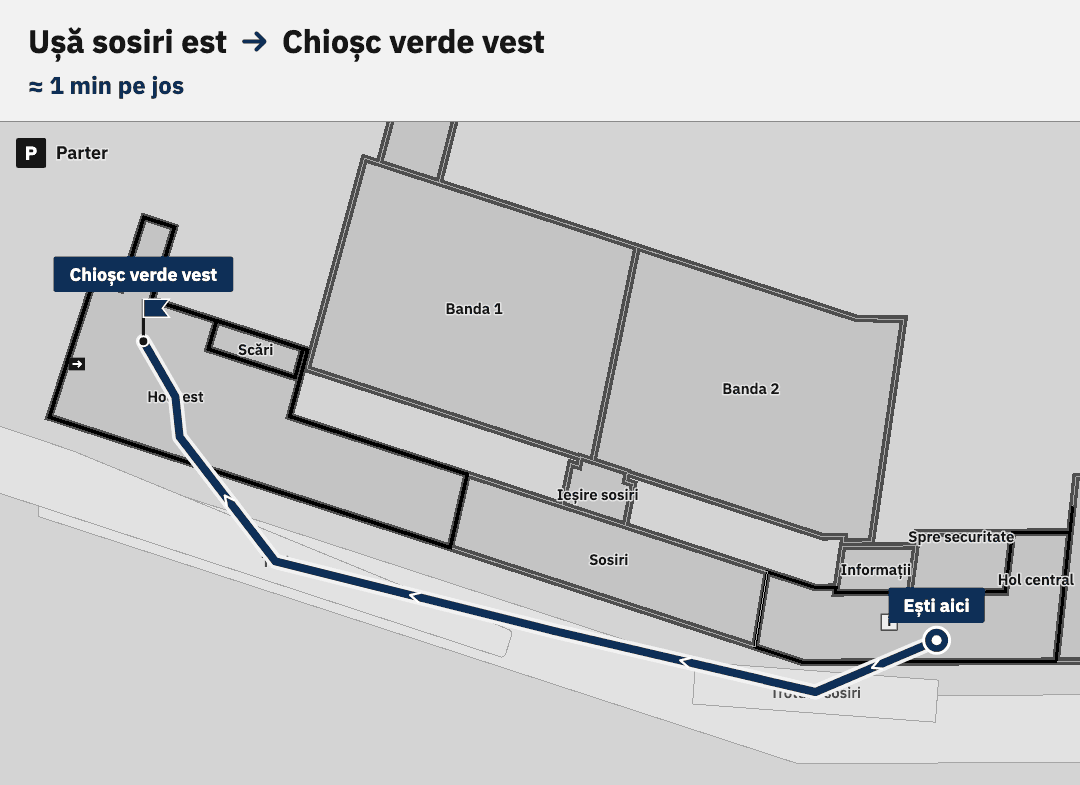 Ușă sosiri est → Chioșc verde vest
≈ 1 min pe jos
P Parter
Chioșc verde vest
Banda 1
Scări
Banda 2
Ieșire sosiri
Spre securitate
Sosiri
Informații
Hol central
Ești aici
sosiri